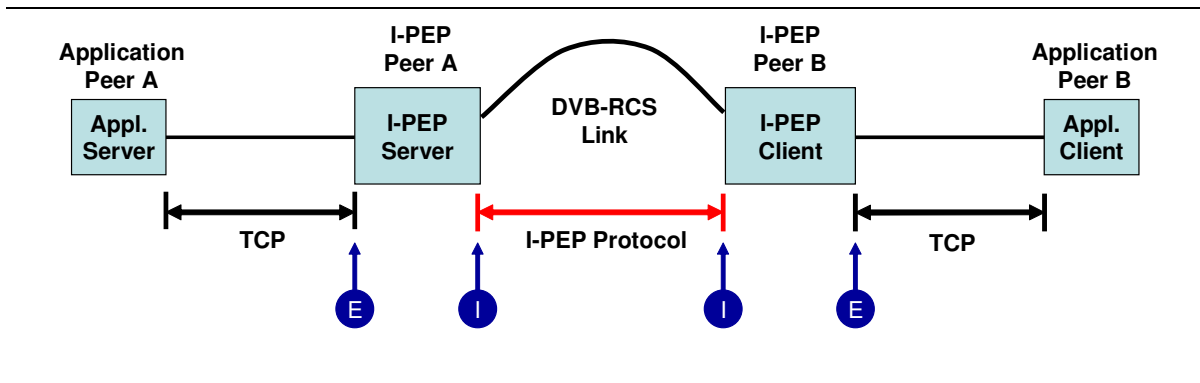 Application
Peer A
I-PEP
Peer A
I-PEP
Peer B
Application
Peer B
Appl.
Server
I-PEP
Server
DVB-RCS
Link
I-PEP
Client
Appl.
Client
TCP
I-PEP Protocol
TCP
E
I
I
E